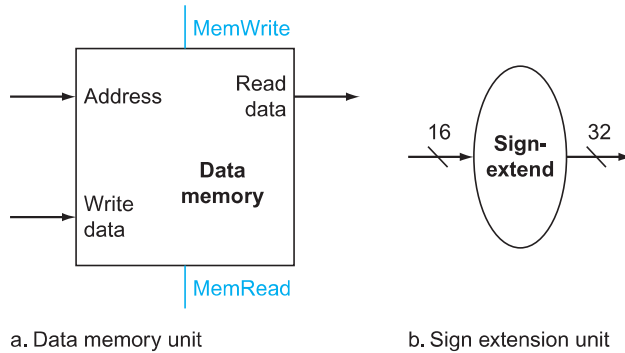 MemWrite
Address
Read
data
Data
memory
Write
data
MemRead
a. Data memory unit
16
Sign-
extend
32
b. Sign extension unit